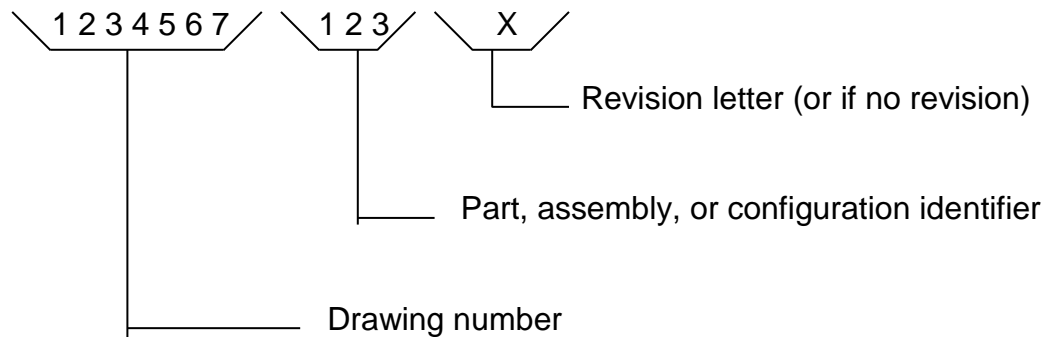 1 2 3 4 5 6 7 1 2 3 X
Revision letter (or if no revision)
Part, assembly, or configuration identifier
Drawing number